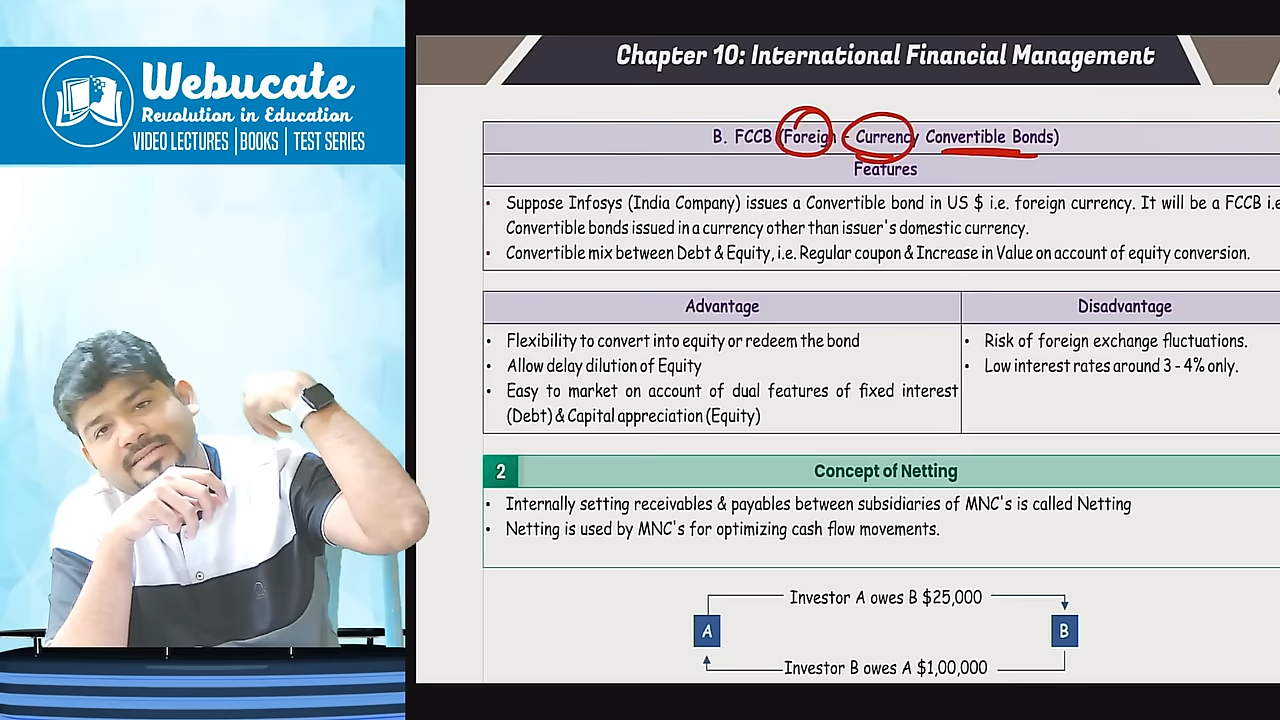 Webucate
Revolution in Education
VIDEO LECTURES | BOOKS | TEST SERIES
Chapter 10: International Financial Management
B. FCCB (Foreign - Currency Convertible Bonds)
Features
• Suppose Infosys (India Company) issues a Convertible bond in US $ i.e. foreign currency. It will be a FCCB i.e
Convertible bonds issued in a currency other than issuer's domestic currency.
• Convertible mix between Debt & Equity, i.e. Regular coupon & Increase in Value on account of equity conversion.
Advantage
• Flexibility to convert into equity or redeem the bond
• Allow delay dilution of Equity
• Easy to market on account of dual features of fixed interest
(Debt) & Capital appreciation (Equity)
Disadvantage
• Risk of foreign exchange fluctuations.
• Low interest rates around 3 - 4% only.
2 Concept of Netting
• Internally setting receivables & payables between subsidiaries of MNC's is called Netting
• Netting is used by MNC's for optimizing cash flow movements.
Investor A owes B $25,000
A B
Investor B owes A $1,00,000